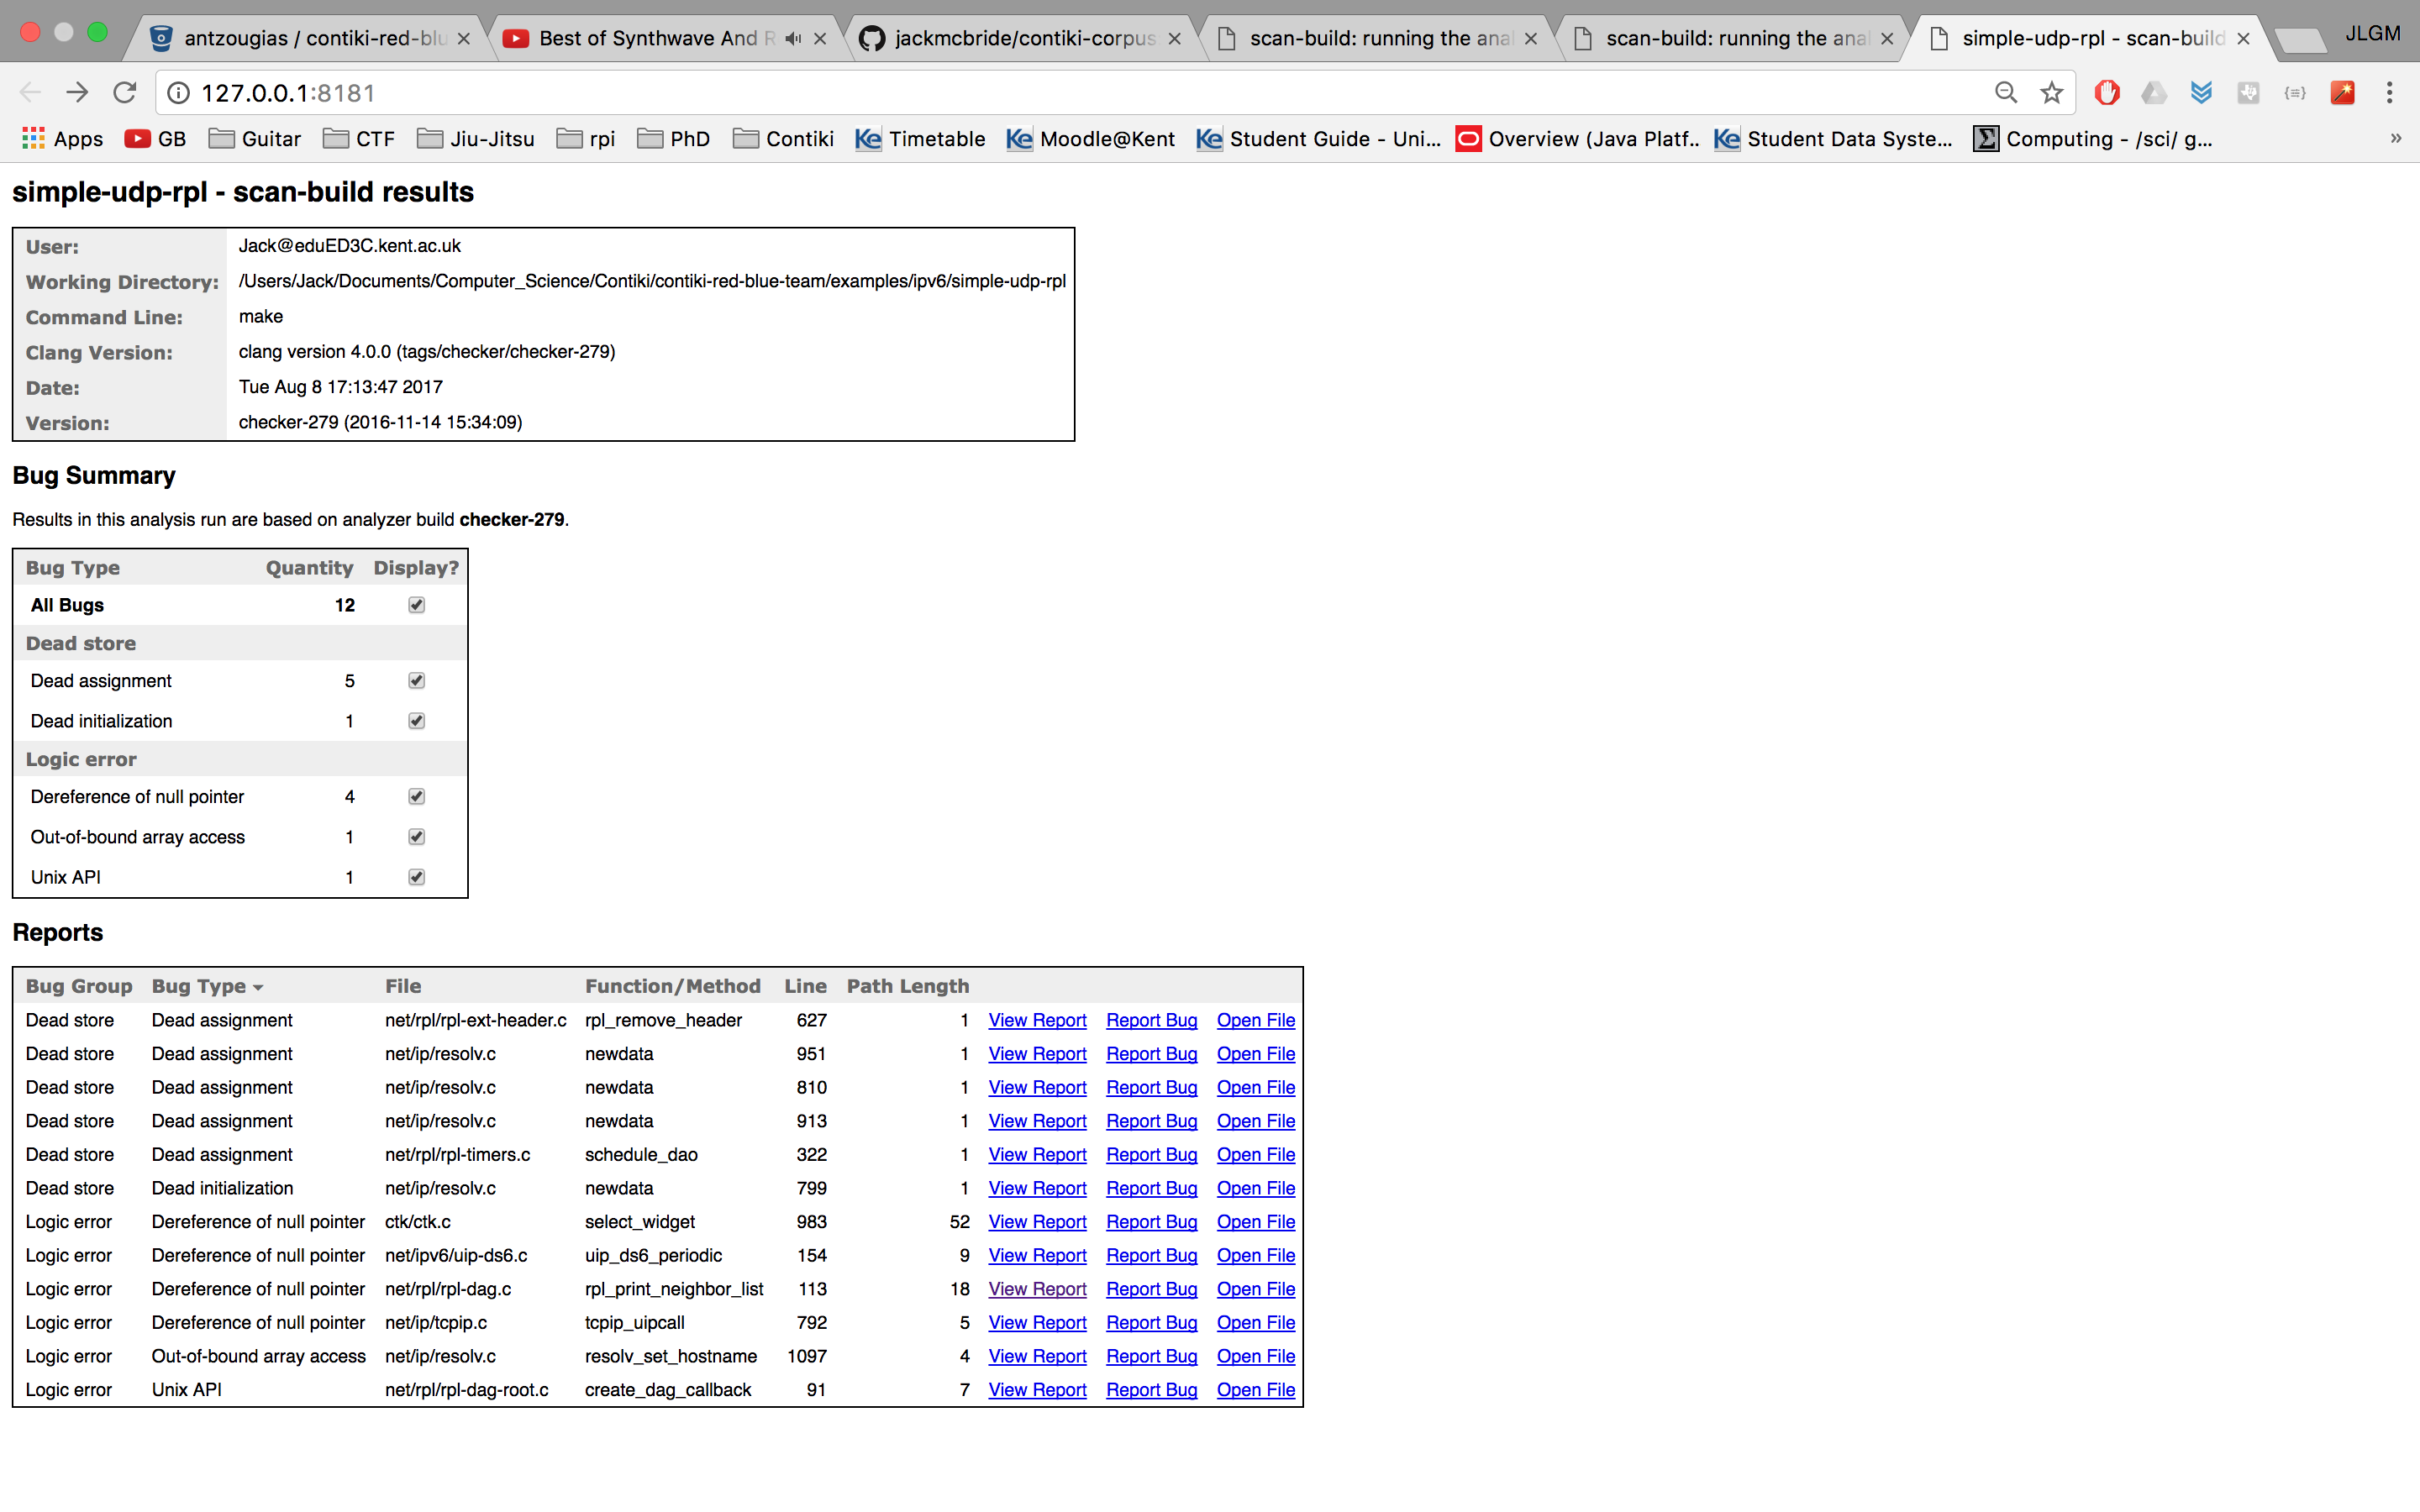 antzougias / contiki-red-blu
Best of Synthwave And R
jackmcbride/contiki-corpus
scan-build: running the anal
scan-build: running the anal
simple-udp-rpl - scan-build
JLGM
127.0.0.1:8181
Apps GB Guitar CTF Jiu-Jitsu rpi PhD Contiki Timetable Moodle@Kent Student Guide - Uni... Overview (Java Platf.. Student Data Syste... Computing - /sci/ g... »
simple-udp-rpl - scan-build results
User: Jack@eduED3C.kent.ac.uk
Working Directory: /Users/Jack/Documents/Computer_Science/Contiki/contiki-red-blue-team/examples/ipv6/simple-udp-rpl
Command Line: make
Clang Version: clang version 4.0.0 (tags/checker/checker-279)
Date: Tue Aug 8 17:13:47 2017
Version: checker-279 (2016-11-14 15:34:09)
Bug Summary
Results in this analysis run are based on analyzer build checker-279.
Bug Type Quantity Display?
All Bugs 12
Dead store
Dead assignment 5
Dead initialization 1
Logic error
Dereference of null pointer 4
Out-of-bound array access 1
Unix API 1
Reports
Bug Group Bug Type File Function/Method Line Path Length
Dead store Dead assignment net/rpl/rpl-ext-header.c rpl_remove_header 627 1 View Report Report Bug Open File
Dead store Dead assignment net/ip/resolv.c newdata 951 1 View Report Report Bug Open File
Dead store Dead assignment net/ip/resolv.c newdata 810 1 View Report Report Bug Open File
Dead store Dead assignment net/ip/resolv.c newdata 913 1 View Report Report Bug Open File
Dead store Dead assignment net/rpl/rpl-timers.c schedule_dao 322 1 View Report Report Bug Open File
Dead store Dead initialization net/ip/resolv.c newdata 799 1 View Report Report Bug Open File
Logic error Dereference of null pointer ctk/ctk.c select_widget 983 52 View Report Report Bug Open File
Logic error Dereference of null pointer net/ipv6/uip-ds6.c uip_ds6_periodic 154 9 View Report Report Bug Open File
Logic error Dereference of null pointer net/rpl/rpl-dag.c rpl_print_neighbor_list 113 18 View Report Report Bug Open File
Logic error Dereference of null pointer net/ip/tcpip.c tcpip_uipcall 792 5 View Report Report Bug Open File
Logic error Out-of-bound array access net/ip/resolv.c resolv_set_hostname 1097 4 View Report Report Bug Open File
Logic error Unix API net/rpl/rpl-dag-root.c create_dag_callback 91 7 View Report Report Bug Open File